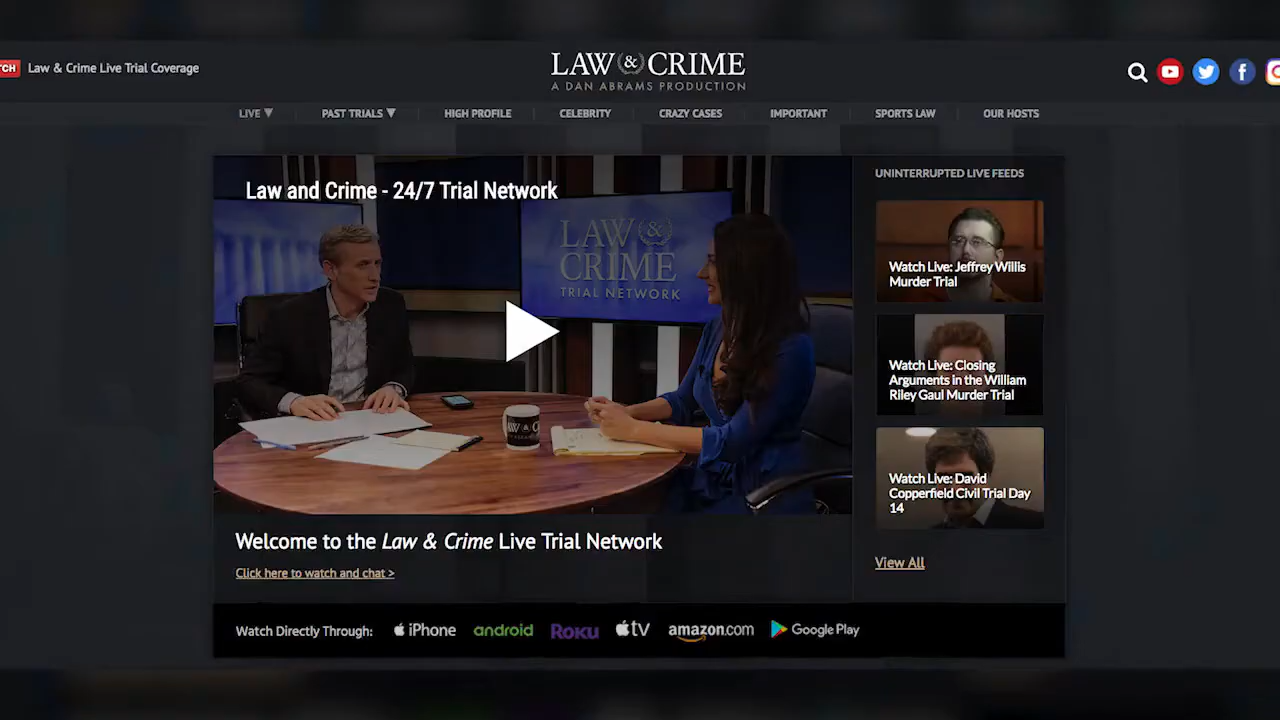 TCH Law & Crime Live Trial Coverage
LAW & CRIME
A DAN ABRAMS PRODUCTION
LIVE ▼ PAST TRIALS ▼ HIGH PROFILE CELEBRITY CRAZY CASES IMPORTANT SPORTS LAW OUR HOSTS
Law and Crime - 24/7 Trial Network
LAW &
CRIME
TRIAL NETWORK
UNINTERRUPTED LIVE FEEDS
Watch Live: Jeffrey Willis
Murder Trial
Watch Live: Closing
Arguments in the William
Riley Gaul Murder Trial
Watch Live: David
Copperfield Civil Trial Day
14
View All
Welcome to the Law & Crime Live Trial Network
Click here to watch and chat >
Watch Directly Through: iPhone android ROKU tv amazon.com Google Play